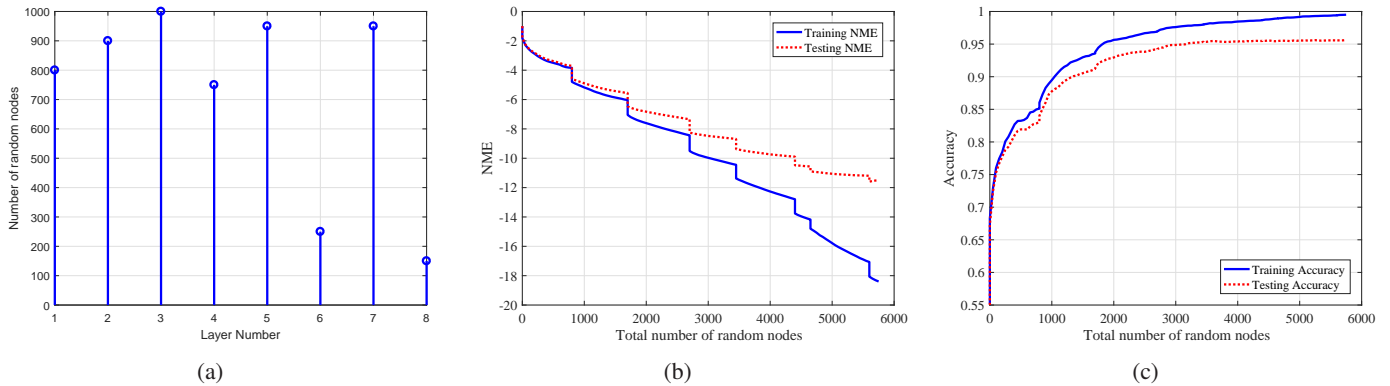 Number of random nodes
1000
900
800
700
600
500
400
300
200
100
0
1 2 3 4 5 6 7 8
Layer Number
(a)
NME
0
-2
-4
-6
-8
-10
-12
-14
-16
-18
-20
Training NME
Testing NME
0 1000 2000 3000 4000 5000 6000
Total number of random nodes
(b)
Accuracy
1
0.95
0.9
0.85
0.8
0.75
0.7
0.65
0.6
0.55
Training Accuracy
Testing Accuracy
0 1000 2000 3000 4000 5000 6000
Total number of random nodes
(c)